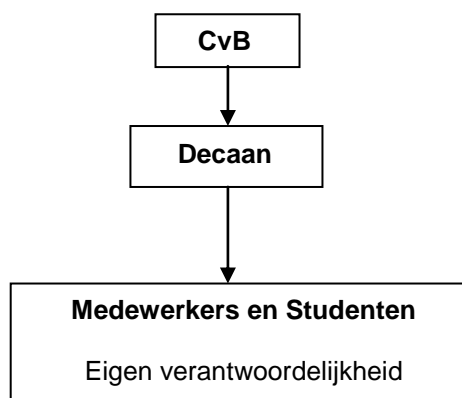 CvB
Decaan
Medewerkers en Studenten
Eigen verantwoordelijkheid